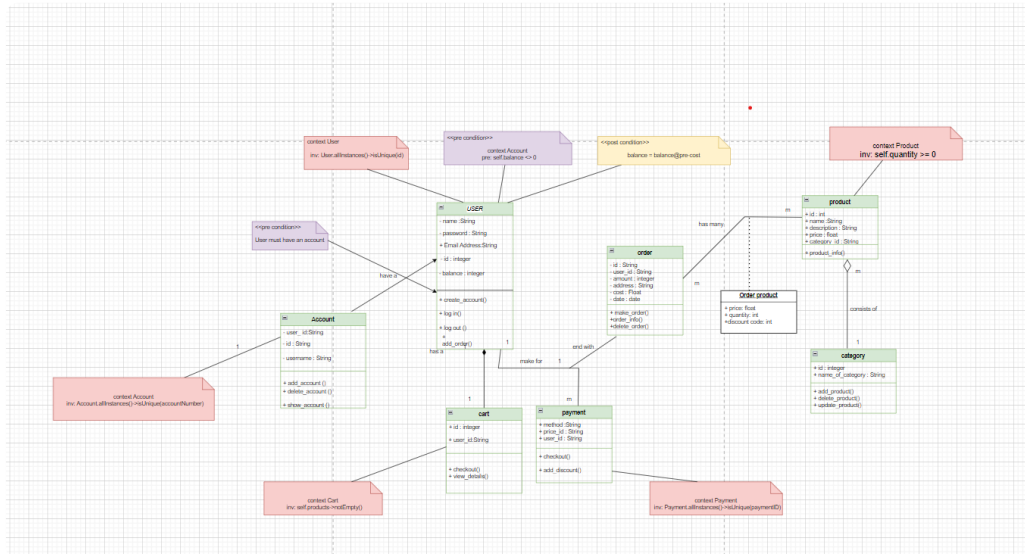 context User
inv: User.allInstances()->isUnique(id)
<<pre condition>>
context Account
pre: self.balance <> 0
<<post condition>>
balance = balance@pre-cost
context Product
inv: self.quantity >= 0
<<pre condition>>
User must have an account
USER
- name :String
- password : String
+ Email Address:String
- id : integer
- balance : integer
+ create_account()
+ log in()
+ log out ()
+
add_order()
product
+ id : int
+ name :String
+ description : String
+ price : float
+ category_id : String
+ product_info()
m
has many
order
- id : String
- user_id : String
- amount : integer
- address : String
- cost : Float
- date : date
+ make_order()
+order_info()
+delete_order()
m
Order product
+ price: float
+ quantity: int
+discount code: int
m
consists of
1
category
+ id : integer
+ name_of_category : String
+ add_product()
+ delete_product()
+ update_product()
have a
Account
- user_id:String
- id : String
- username : String
+ add_account ()
+ delete_account ()
+ show_account ()
1
context Account
inv: Account.allInstances()->isUnique(accountNumber)
has a
1
1
make for
1
end with
m
cart
+ id : integer
+ user_id:String
+ checkout()
+ view_details()
payment
+ method :String
+ price_id : String
+ user_id : String
+ checkout()
+ add_discount()
context Cart
inv: self.products->notEmpty()
context Payment
inv: Payment.allInstances()->isUnique(paymentID)